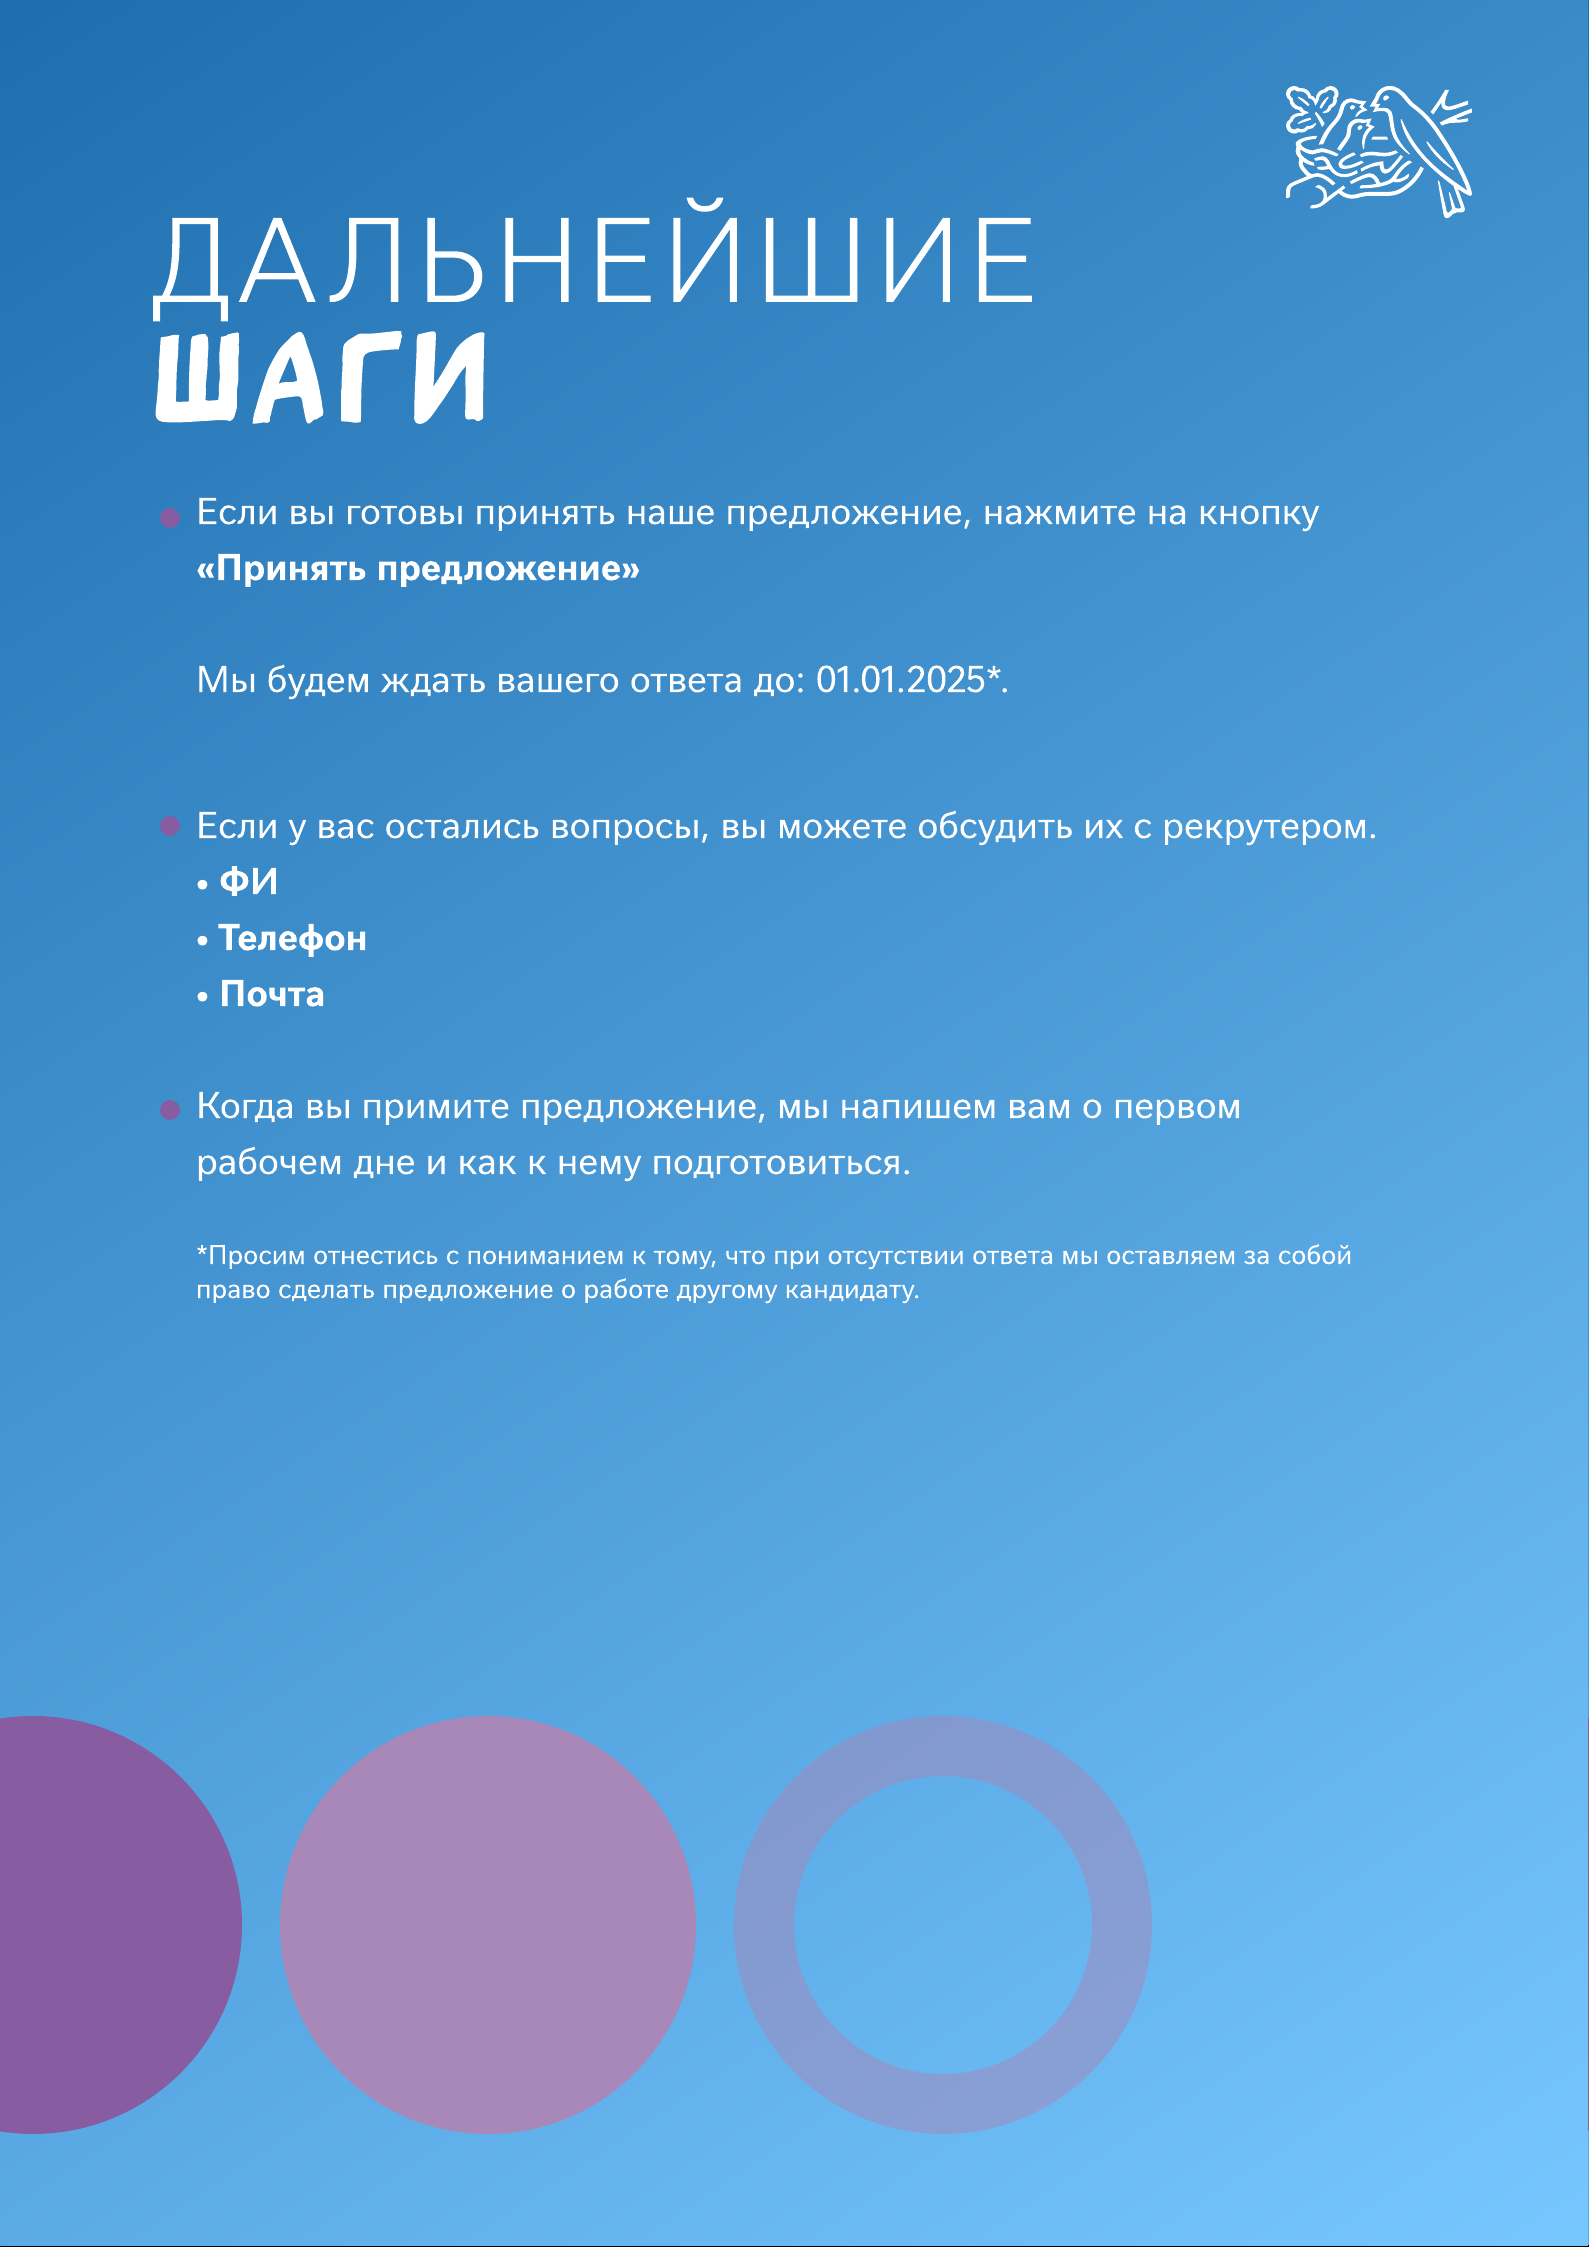 ДАЛЬНЕЙШИЕ
ШАГИ
Если вы готовы принять наше предложение, нажмите на кнопку
«Принять предложение»
Мы будем ждать вашего ответа до: 01.01.2025*.
Если у вас остались вопросы, вы можете обсудить их с рекрутером.
• ФИ
• Телефон
• Почта
Когда вы примите предложение, мы напишем вам о первом
рабочем дне и как к нему подготовиться.
*Просим отнестись с пониманием к тому, что при отсутствии ответа мы оставляем за собой
право сделать предложение о работе другому кандидату.